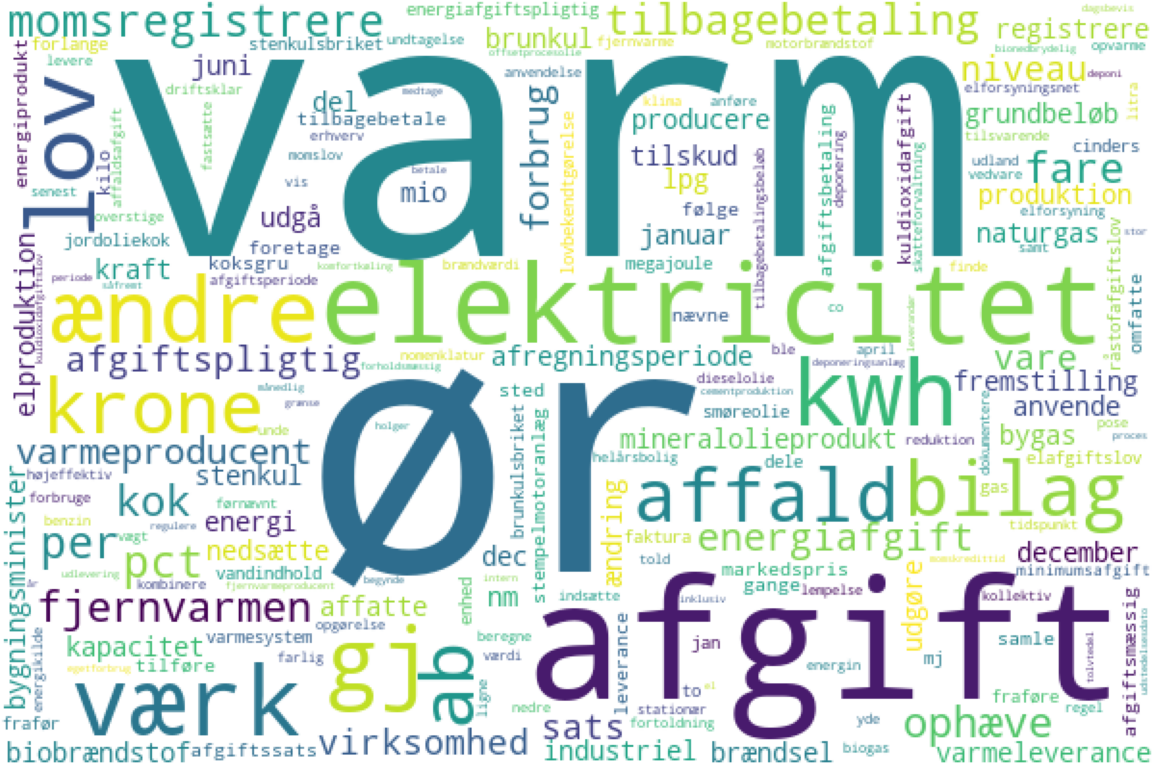 momsregistrere
energiafgiftspligtig
tilbagebetaling
dagsbevis
forlange
stenkulsbriket
undtagelse
brunkul
fjernvarme
motorbrændstof
registrere
levere
juni
offsetprocesolie
bionedbrydelig
opvarme
energiprodukt
lov
driftsklar
varm
anvendelse
niveau
deponi
elforsyningsnet
litra
kilo
affaldsafgift
fastsætte
del
medtage
tilbagebetale
forbrug
klima
anføre
producere
grundbeløb
tilsvarende
erhverv
momslov
lovbekendtgørelse
tilskud
afgiftsbetaling
deponering
kuldioxidafgift
skatteforvaltning
cinders
udland
fare
vedvare
senest
vis
betale
mio
lpg
produktion
overstige
udgå
følge
tilbagebetalingsbeløb
elforsyning
jordoliekok
foretage
januar
naturgas
samt
stor
råstofafgiftslov
elproduktion
kuldioxidafgiftslov
periode
såfremt
kraft
koksgru
afgiftsperiode
komfortkøling
brændværdi
megajoule
finde
omfatte
ændre
elektricitet
nævne
co
leverandør
afgiftspligtig
nomenklatur
forholdsmæssig
afregningsperiode
ble
april
deponeringsanlæg
vare
krone
månedlig
grænse
unde
ør
sted
dieselolie
cementproduktion
kwh
fremstilling
smøreolie
anvende
holger
brunkulsbriket
stempelmotoranlæg
mineralolieprodukt
reduktion
dokumentere
bygas
pose
proces
varmeproducent
højeffektiv
stenkul
helårsbolig
dele
elafgiftslov
gas
bygningsminister
forbruge
kok
førnævnt
ændring
affald
bilag
benzin
vægt
regulere
energi
faktura
energiafgift
tidspunkt
per
pct
nedsætte
dec
told
momskredittid
december
udlevering
kombinere
vandindhold
begynde
intern
markedspris
minimumsafgift
år
fjernvarmeproducent
enhed
nm
indsætte
gange
lempelse
udgøre
kollektiv
fjernvarmen
affatte
afgift
inklusiv
opgørelse
kapacitet
varmesystem
beregne
leverance
jan
samle
tolvtedel
afgiftsmæssig
udstedelsesdato
energikilde
egetforbrug
tilføre
farlig
gj
ab
værdi
energin
mj
værk
ligne
to
el
fraføre
regel
frafør
nedre
stationær
yde
sats
fortoldning
ophæve
biobrændstof
afgiftssats
virksomhed
industriel
brændsel
biogas
varmeleverance